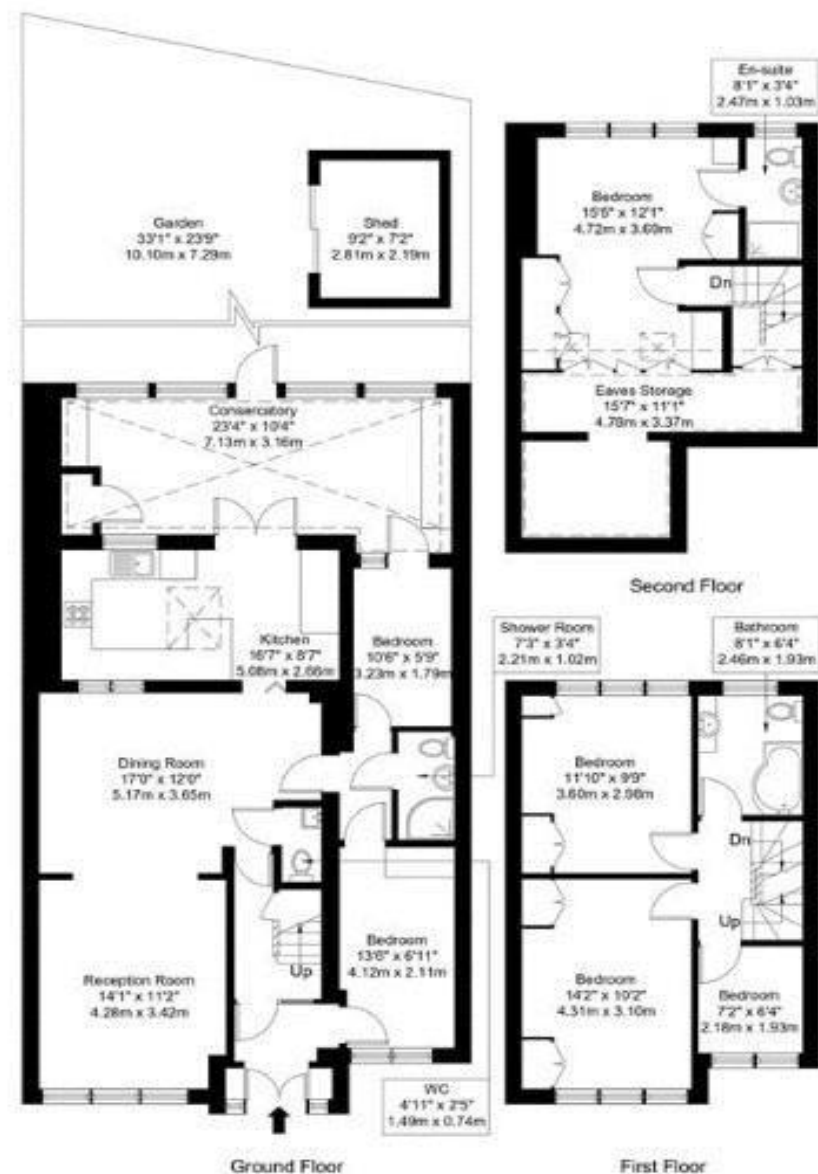 Garden
33'1" x 23'9"
10.10m x 7.29m
Shed
9'2" x 7'2"
2.81m x 2.19m
Conservatory
23'4" x 10'4"
7.13m x 3.16m
Kitchen
16'7" x 8'7"
5.08m x 2.66m
Bedroom
10'6" x 5'9"
3.23m x 1.79m
Dining Room
17'0" x 12'0"
5.17m x 3.65m
Up
Reception Room
14'1" x 11'2"
4.28m x 3.42m
Bedroom
13'6" x 6'11"
4.12m x 2.11m
WC
4'11" x 2'5"
1.49m x 0.74m
Ground Floor
En-suite
8'1" x 3'4"
2.47m x 1.03m
Bedroom
15'6" x 12'1"
4.72m x 3.69m
Dn
Eaves Storage
15'7" x 11'1"
4.78m x 3.37m
Second Floor
Shower Room
7'3" x 3'4"
2.21m x 1.02m
Bathroom
8'1" x 6'4"
2.46m x 1.93m
Bedroom
11'10" x 9'9"
3.60m x 2.98m
Dn
Up
Bedroom
14'2" x 10'2"
4.31m x 3.10m
Bedroom
7'2" x 6'4"
2.18m x 1.93m
First Floor